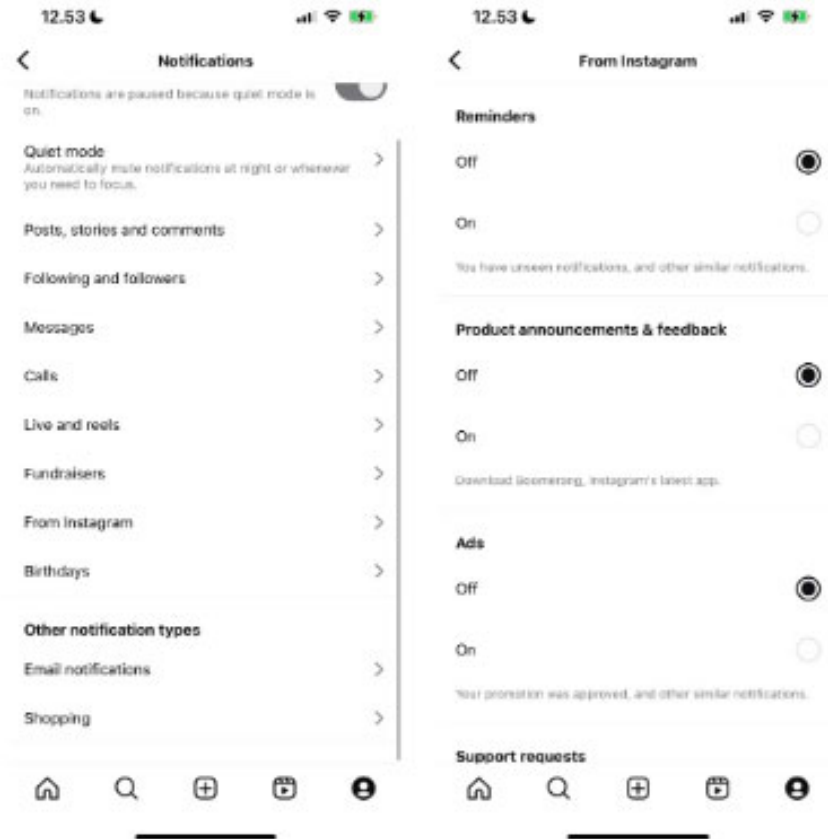 12.53
Notifications
Notifications are paused because quiet mode is
on.
Quiet mode
Automatically mute notifications at night or whenever
you need to focus.
Posts, stories and comments
Following and followers
Messages
Calls
Live and reels
Fundraisers
From Instagram
Birthdays
Other notification types
Email notifications
Shopping
12.53
From Instagram
Reminders
Off
On
You have unseen notifications, and other similar notifications.
Product announcements & feedback
Off
On
Download Boomerang, Instagram's latest app.
Ads
Off
On
Your promotion was approved, and other similar notifications.
Support requests